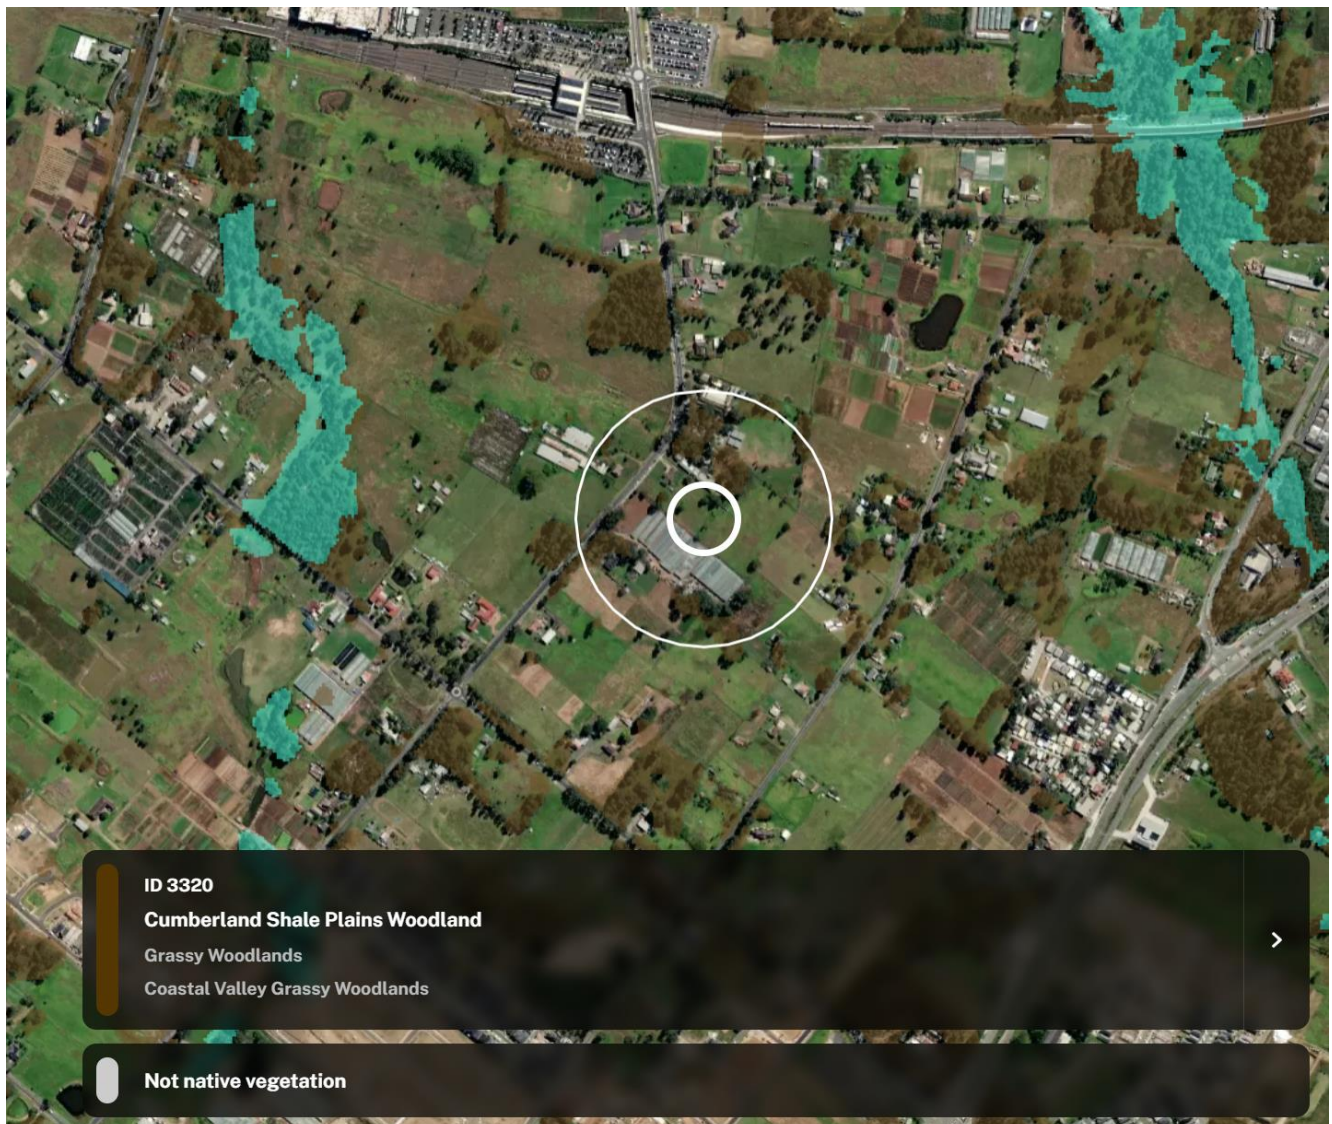 ID 3320
Cumberland Shale Plains Woodland
Grassy Woodlands
Coastal Valley Grassy Woodlands
Not native vegetation